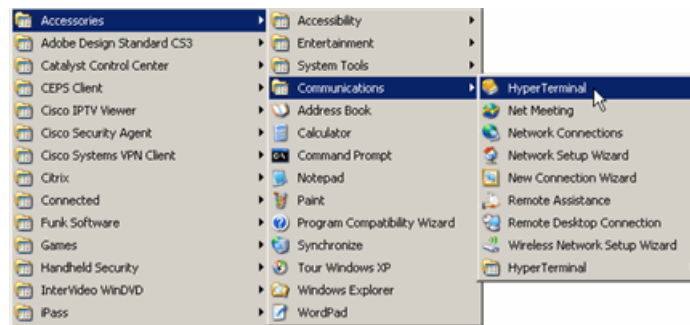 Accessories
Adobe Design Standard CS3
Catalyst Control Center
CEPS Client
Cisco IPTV Viewer
Cisco Security Agent
Cisco Systems VPN Client
Citrix
Connected
Funk Software
Games
Handheld Security
InterVideo WinDVD
iPass
Accessibility
Entertainment
System Tools
Communications
Address Book
Calculator
Command Prompt
Notepad
Paint
Program Compatibility Wizard
Synchronize
Tour Windows XP
Windows Explorer
WordPad
HyperTerminal
Net Meeting
Network Connections
Network Setup Wizard
New Connection Wizard
Remote Assistance
Remote Desktop Connection
Wireless Network Setup Wizard
HyperTerminal